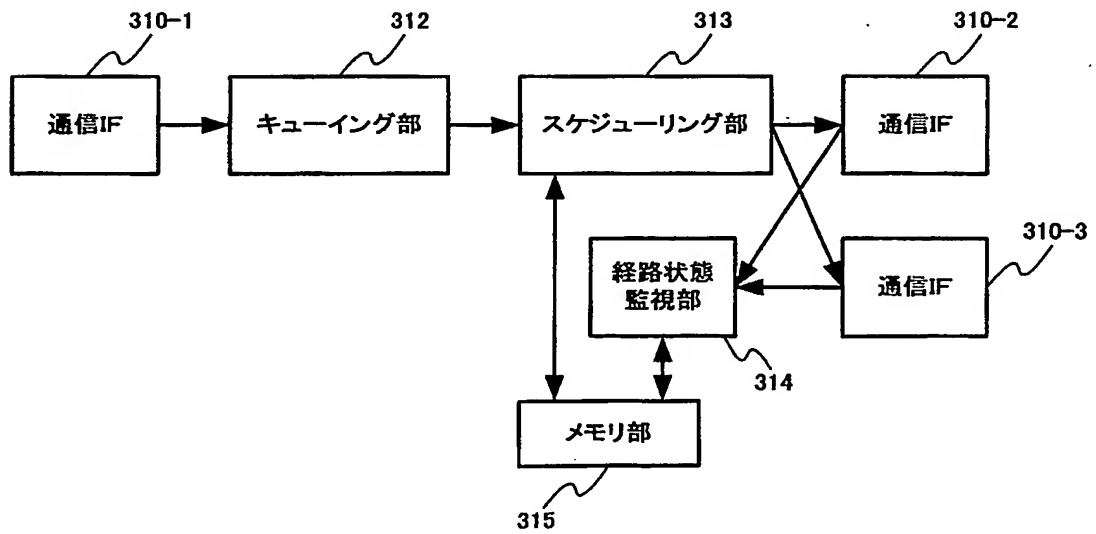 310-1
312
313
310-2
通信IF
キューイング部
スケジューリング部
通信IF
310-3
経路状態
監視部
通信IF
314
メモリ部
315